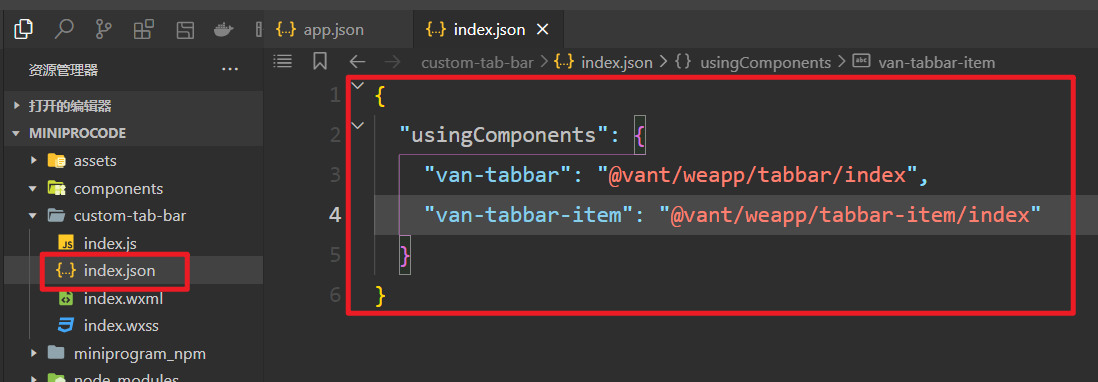 app.json
index.json
资源管理器
custom-tab-bar > index.json > {} usingComponents > van-tabbar-item
打开的编辑器
MINIPROCODE
assets
components
custom-tab-bar
index.js
index.json
index.wxml
index.wxss
miniprogram_npm
node_modules
1 {
2 "usingComponents": {
3 "van-tabbar": "@vant/weapp/tabbar/index",
4 "van-tabbar-item": "@vant/weapp/tabbar-item/index"
5 }
6 }